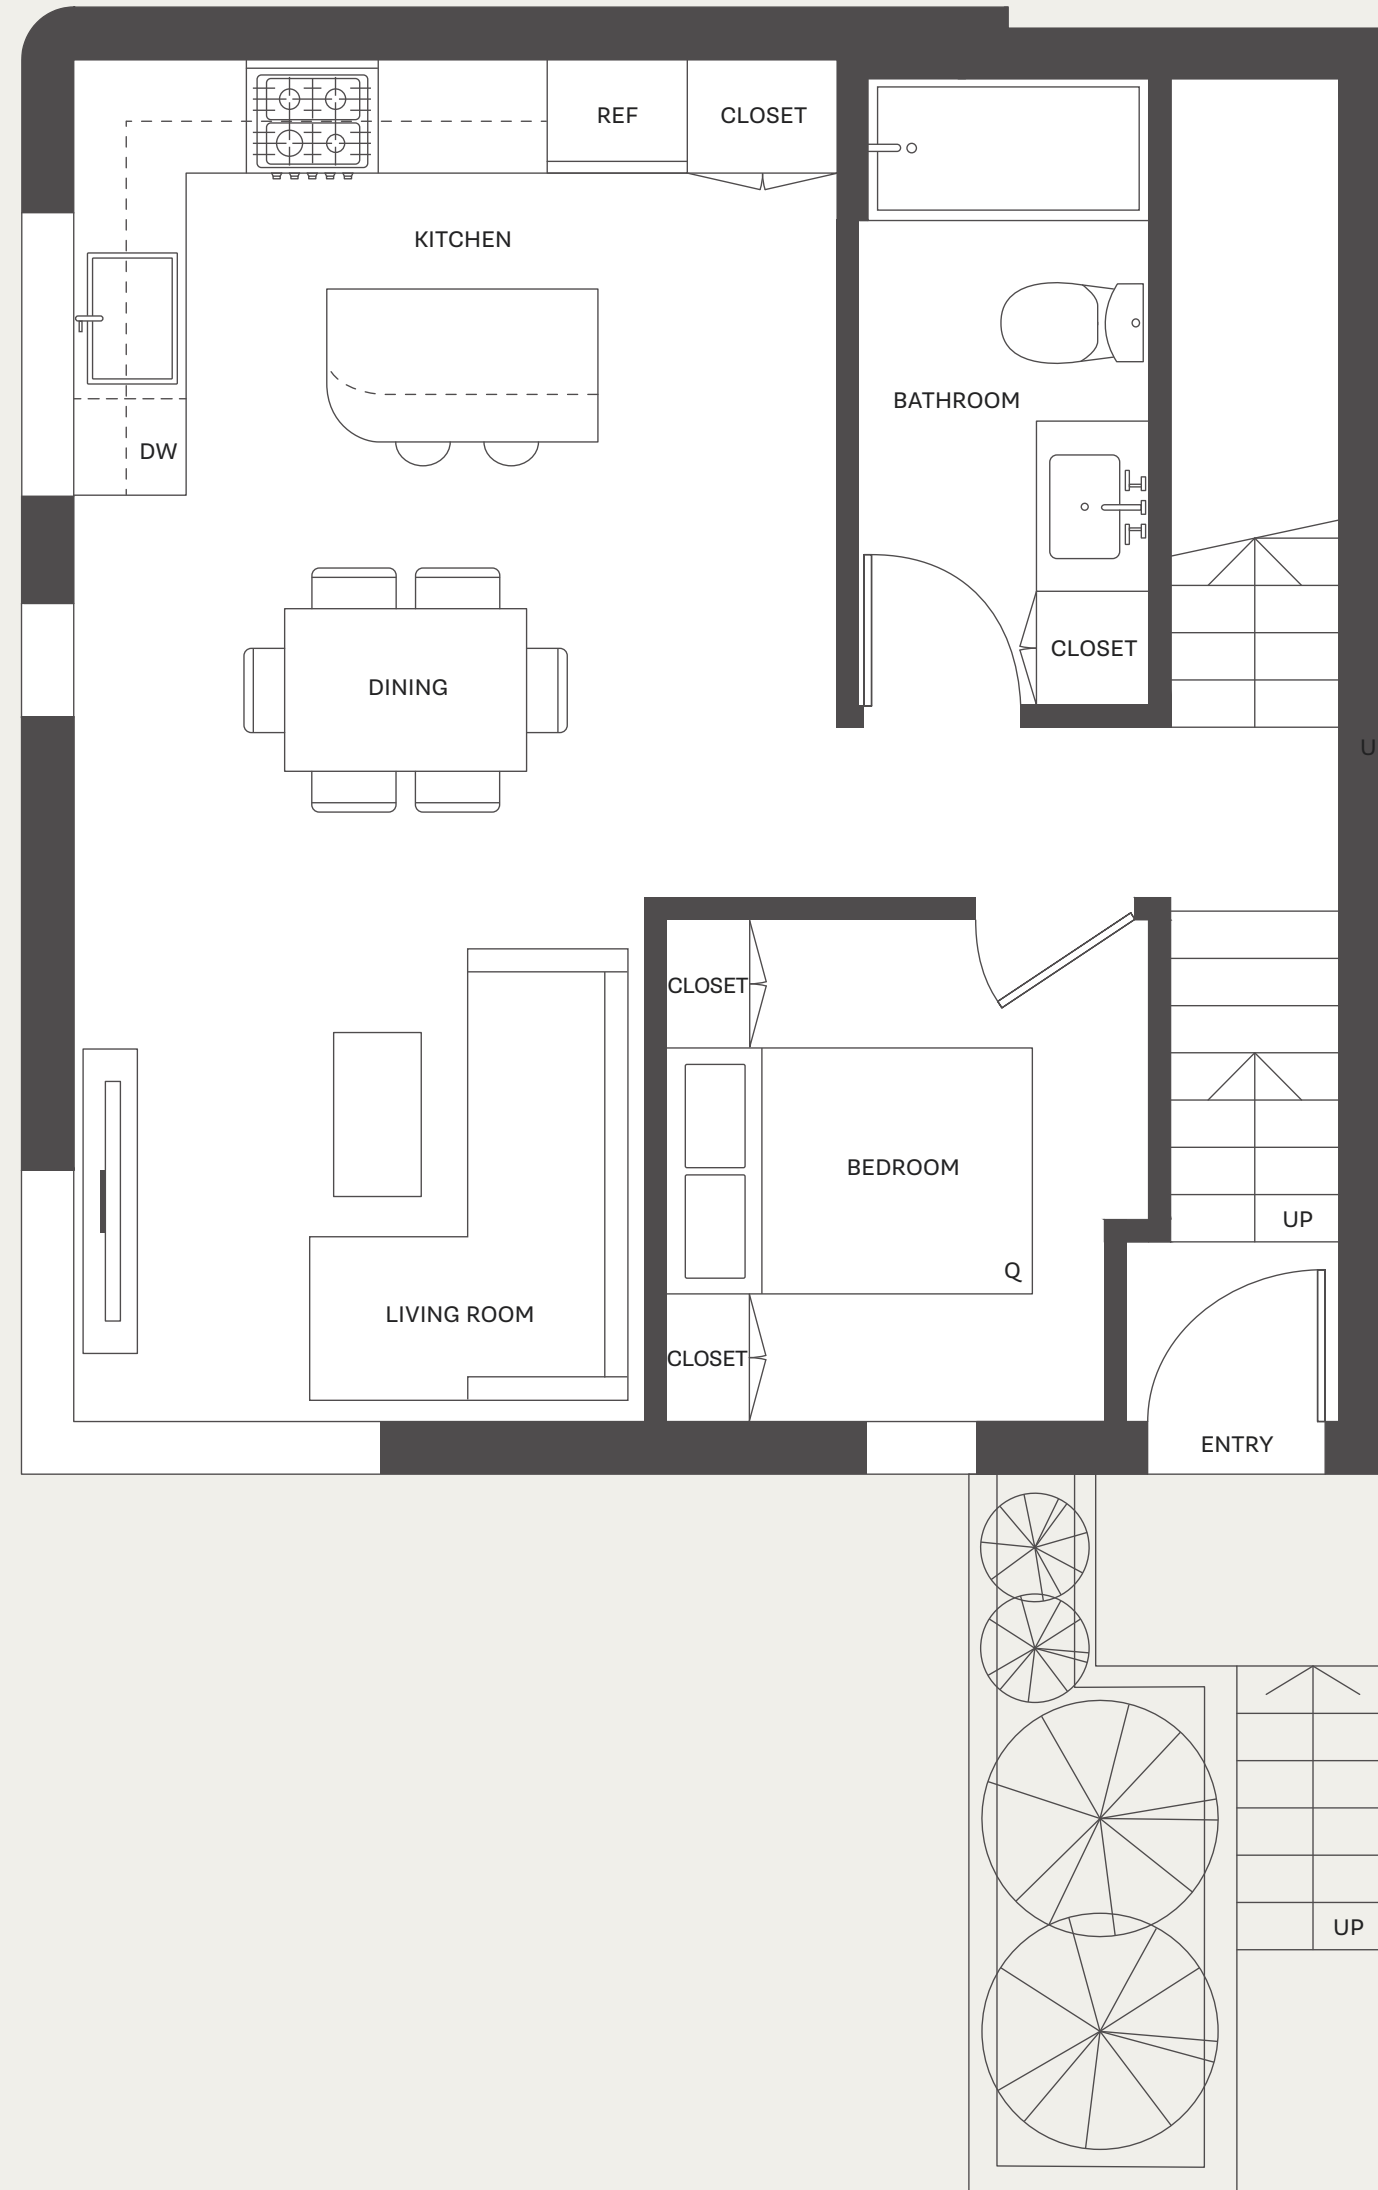 REF
CLOSET
KITCHEN
BATHROOM
DW
CLOSET
DINING
U
CLOSET
BEDROOM
UP
Q
LIVING ROOM
CLOSET
ENTRY
UP